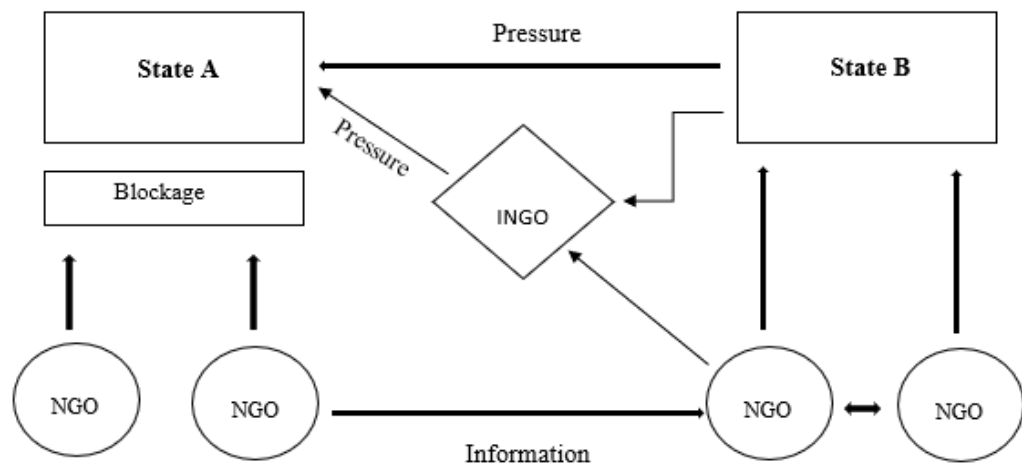 Pressure
State A
State B
Pressure
Blockage
INGO
NGO
NGO
NGO
NGO
Information